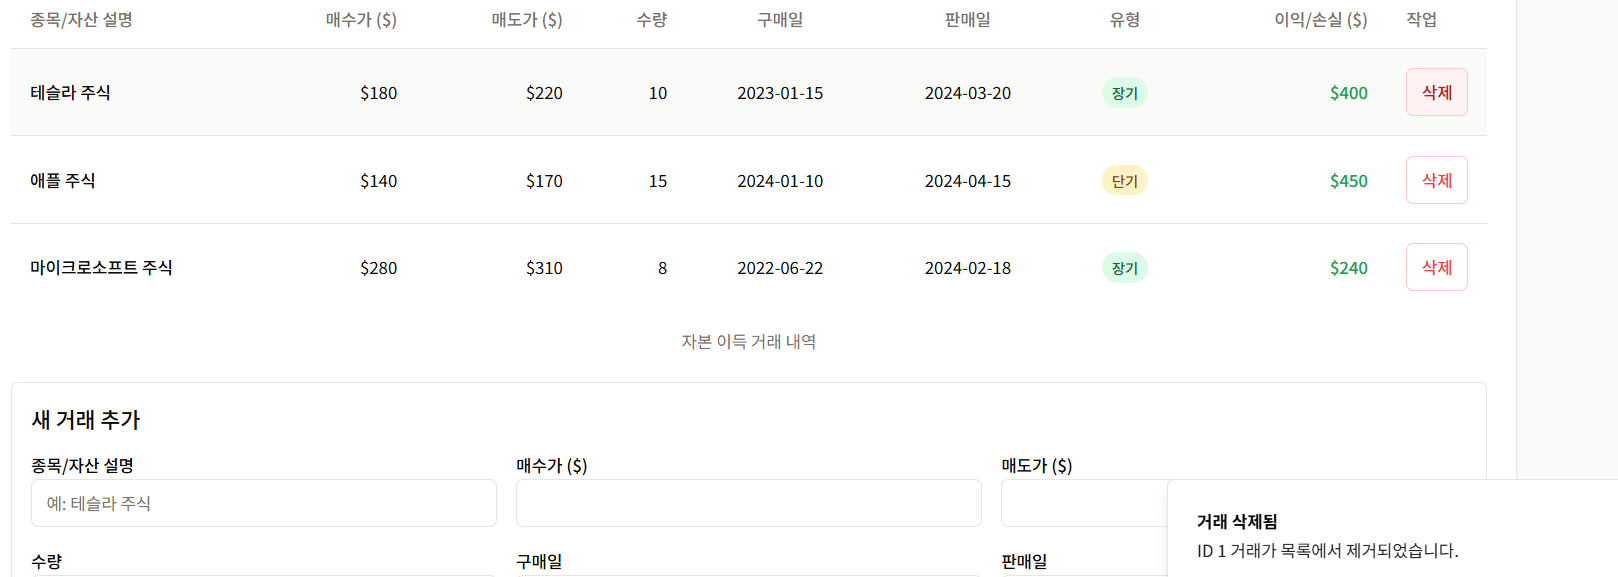 종목/자산 설명 매수가 ($) 매도가 ($) 수량 구매일 판매일 유형 이익/손실 ($) 작업
테슬라 주식 $180 $220 10 2023-01-15 2024-03-20 장기 $400 삭제
애플 주식 $140 $170 15 2024-01-10 2024-04-15 단기 $450 삭제
마이크로소프트 주식 $280 $310 8 2022-06-22 2024-02-18 장기 $240 삭제
자본 이득 거래 내역
새 거래 추가
종목/자산 설명 매수가 ($) 매도가 ($)
예: 테슬라 주식
수량 구매일 판매일
거래 삭제됨
ID 1 거래가 목록에서 제거되었습니다.